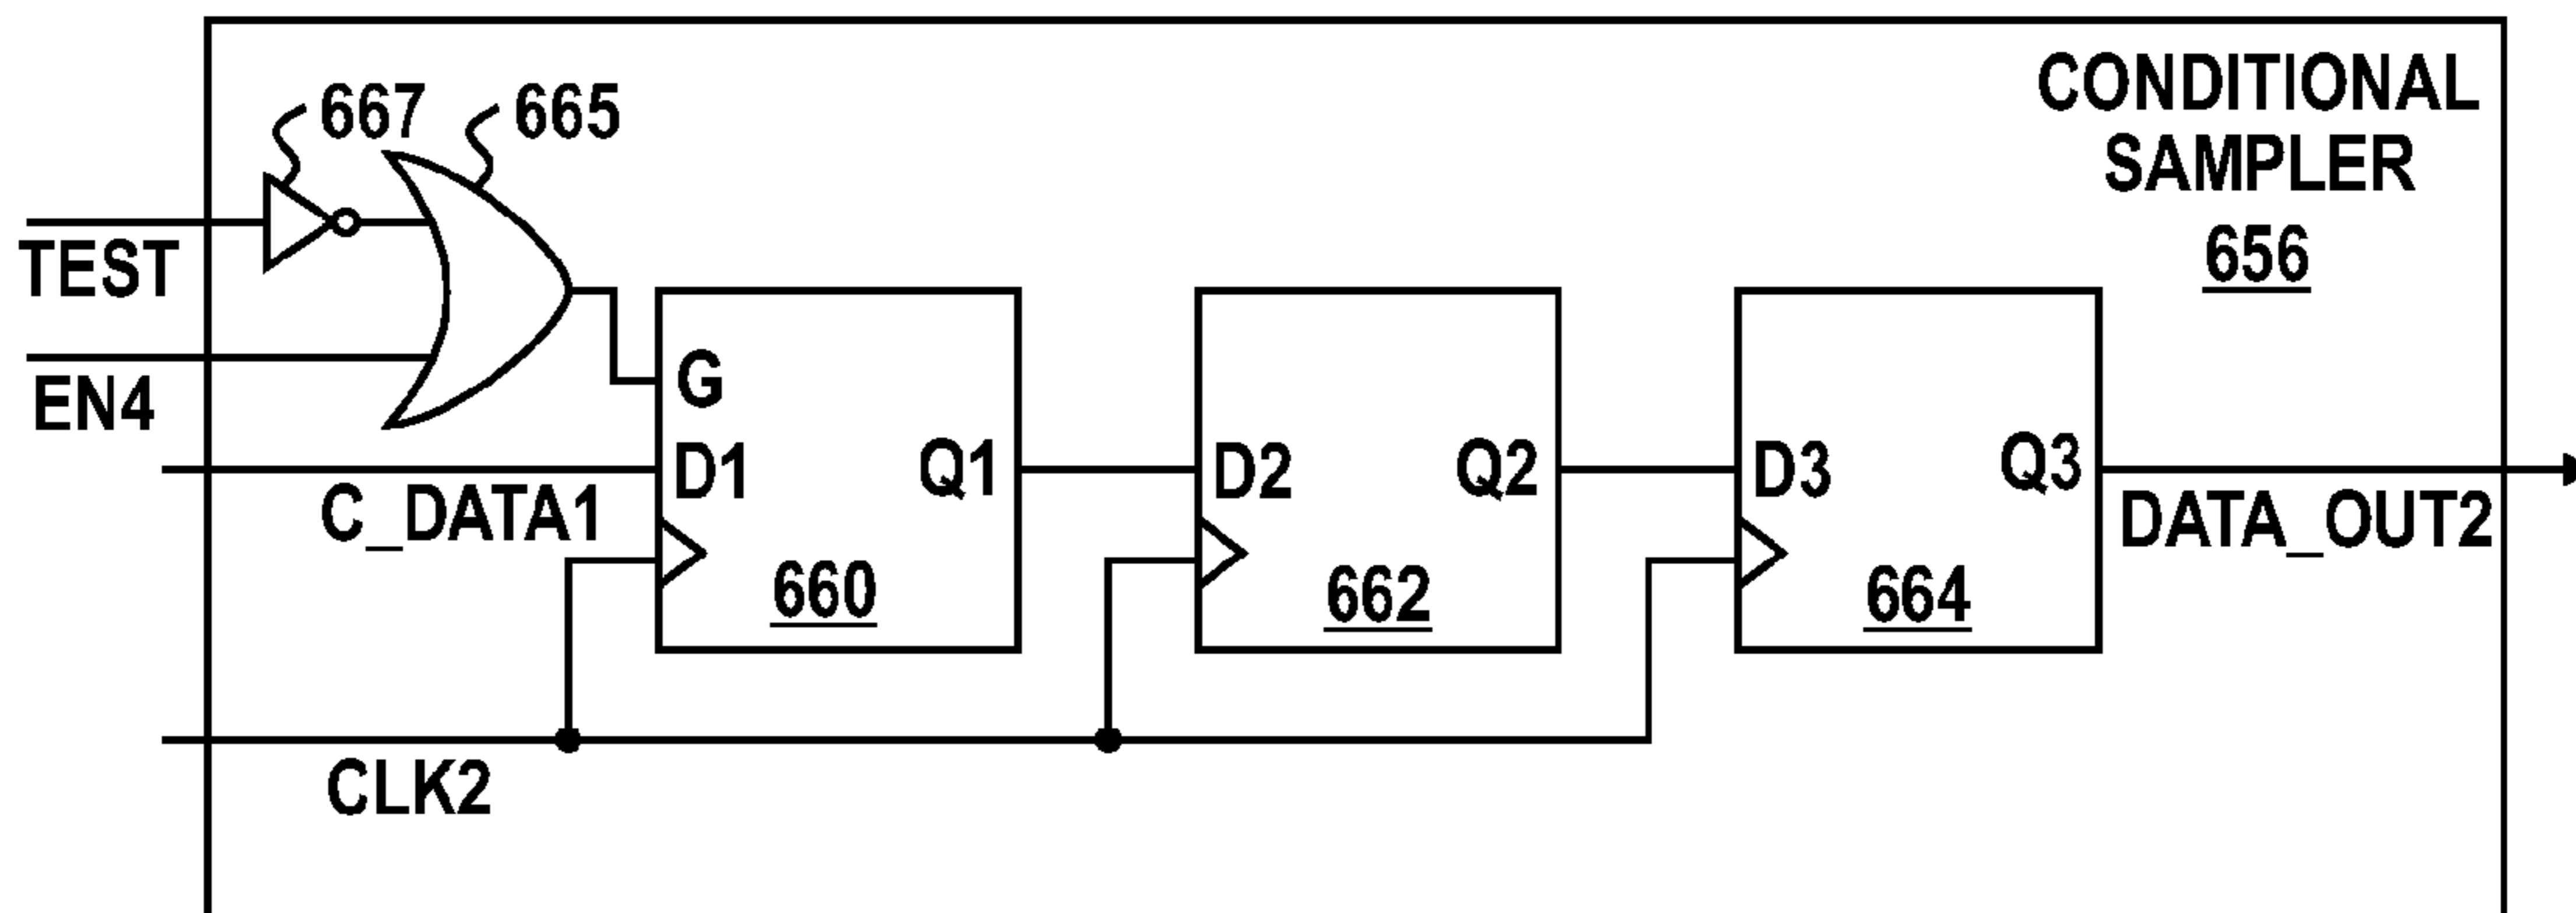 667
665
CONDITIONAL
SAMPLER
656
TEST
EN4
G
D1
Q1
D2
Q2
D3
Q3
C_DATA1
DATA_OUT2
660
662
664
CLK2